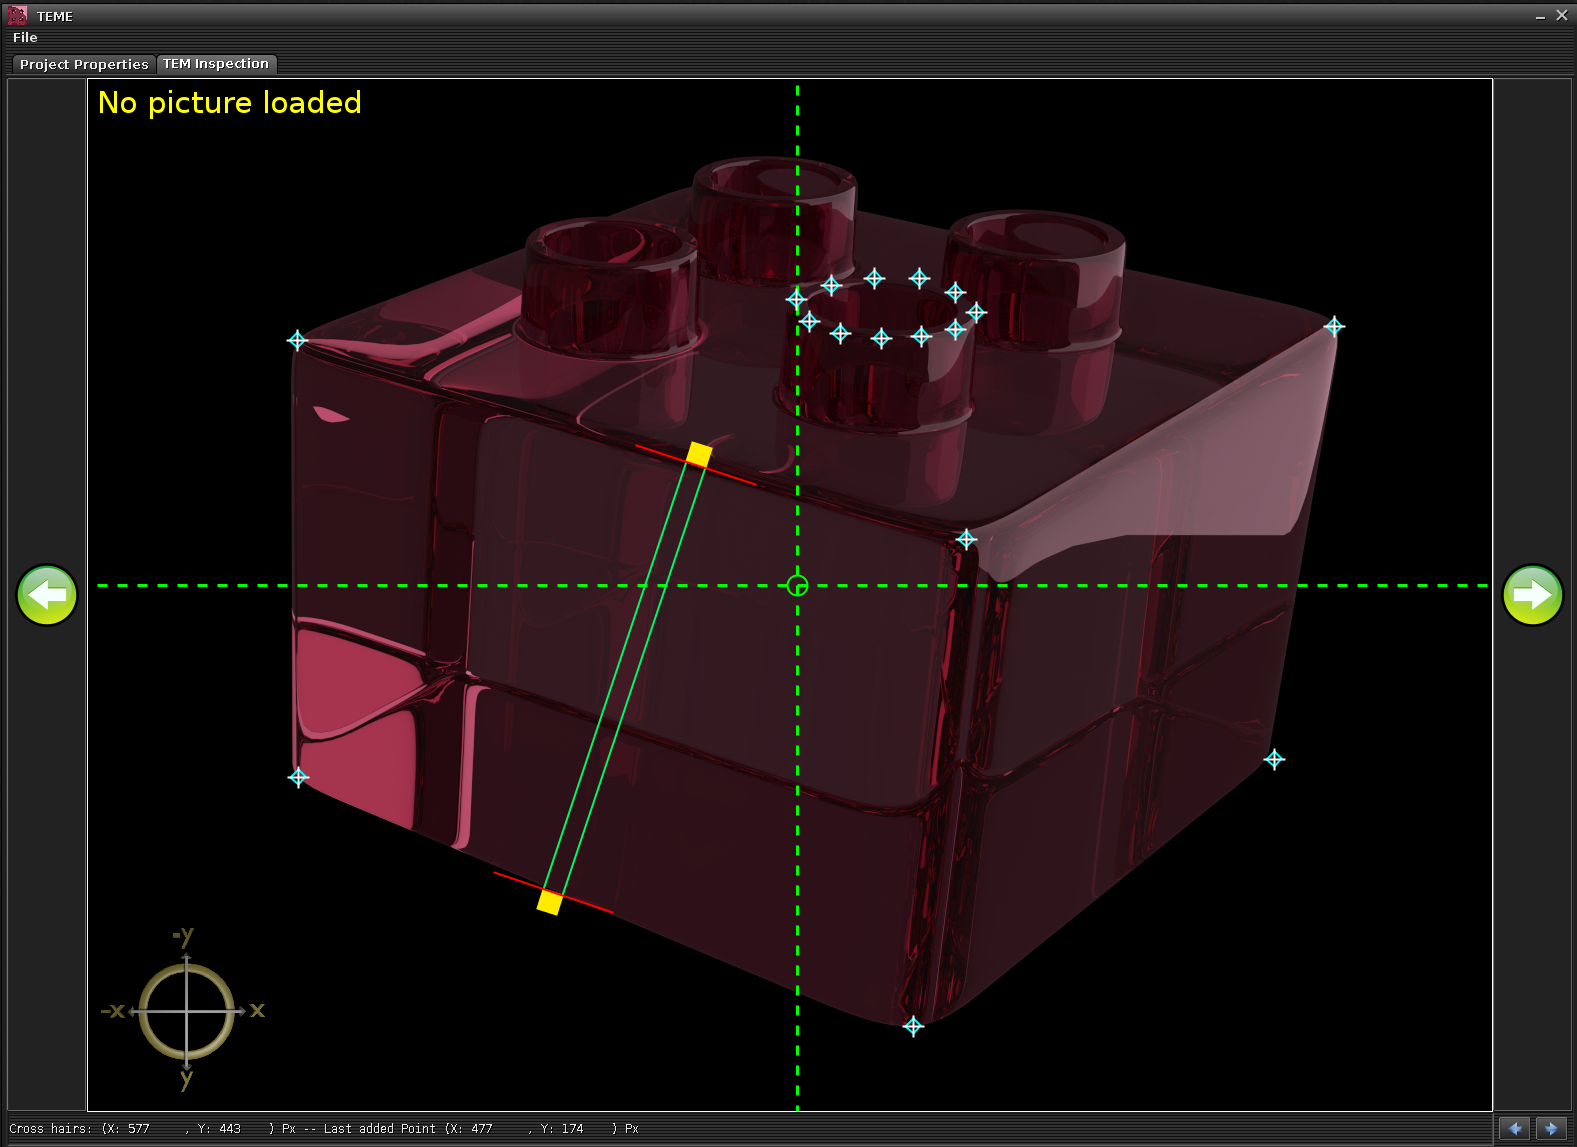 TEME
File
Project Properties
TEM Inspection
No picture loaded
-y
-x
x
y
Cross hairs: (X: 577 , Y: 443 ) Px -- Last added Point (X: 477 , Y: 174 ) Px